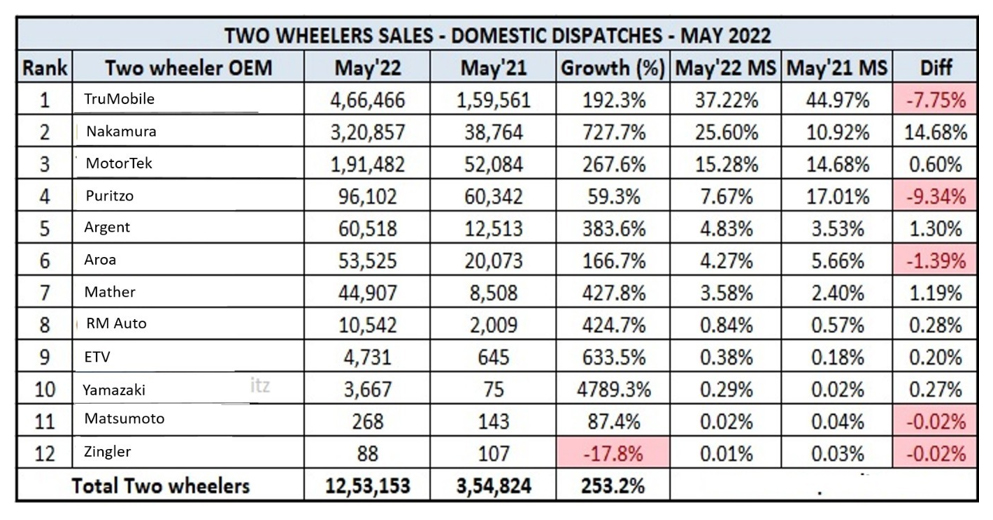 TWO WHEELERS SALES - DOMESTIC DISPATCHES - MAY 2022
Rank Two wheeler OEM May'22 May'21 Growth (%) May'22 MS May'21 MS Diff
1 TruMobile 4,66,466 1,59,561 192.3% 37.22% 44.97% -7.75%
2 Nakamura 3,20,857 38,764 727.7% 25.60% 10.92% 14.68%
3 MotorTek 1,91,482 52,084 267.6% 15.28% 14.68% 0.60%
4 Puritzo 96,102 60,342 59.3% 7.67% 17.01% -9.34%
5 Argent 60,518 12,513 383.6% 4.83% 3.53% 1.30%
6 Aroa 53,525 20,073 166.7% 4.27% 5.66% -1.39%
7 Mather 44,907 8,508 427.8% 3.58% 2.40% 1.19%
8 RM Auto 10,542 2,009 424.7% 0.84% 0.57% 0.28%
9 ETV 4,731 645 633.5% 0.38% 0.18% 0.20%
10 Yamazaki itz 3,667 75 4789.3% 0.29% 0.02% 0.27%
11 Matsumoto 268 143 87.4% 0.02% 0.04% -0.02%
12 Zingler 88 107 -17.8% 0.01% 0.03% -0.02%
Total Two wheelers 12,53,153 3,54,824 253.2%